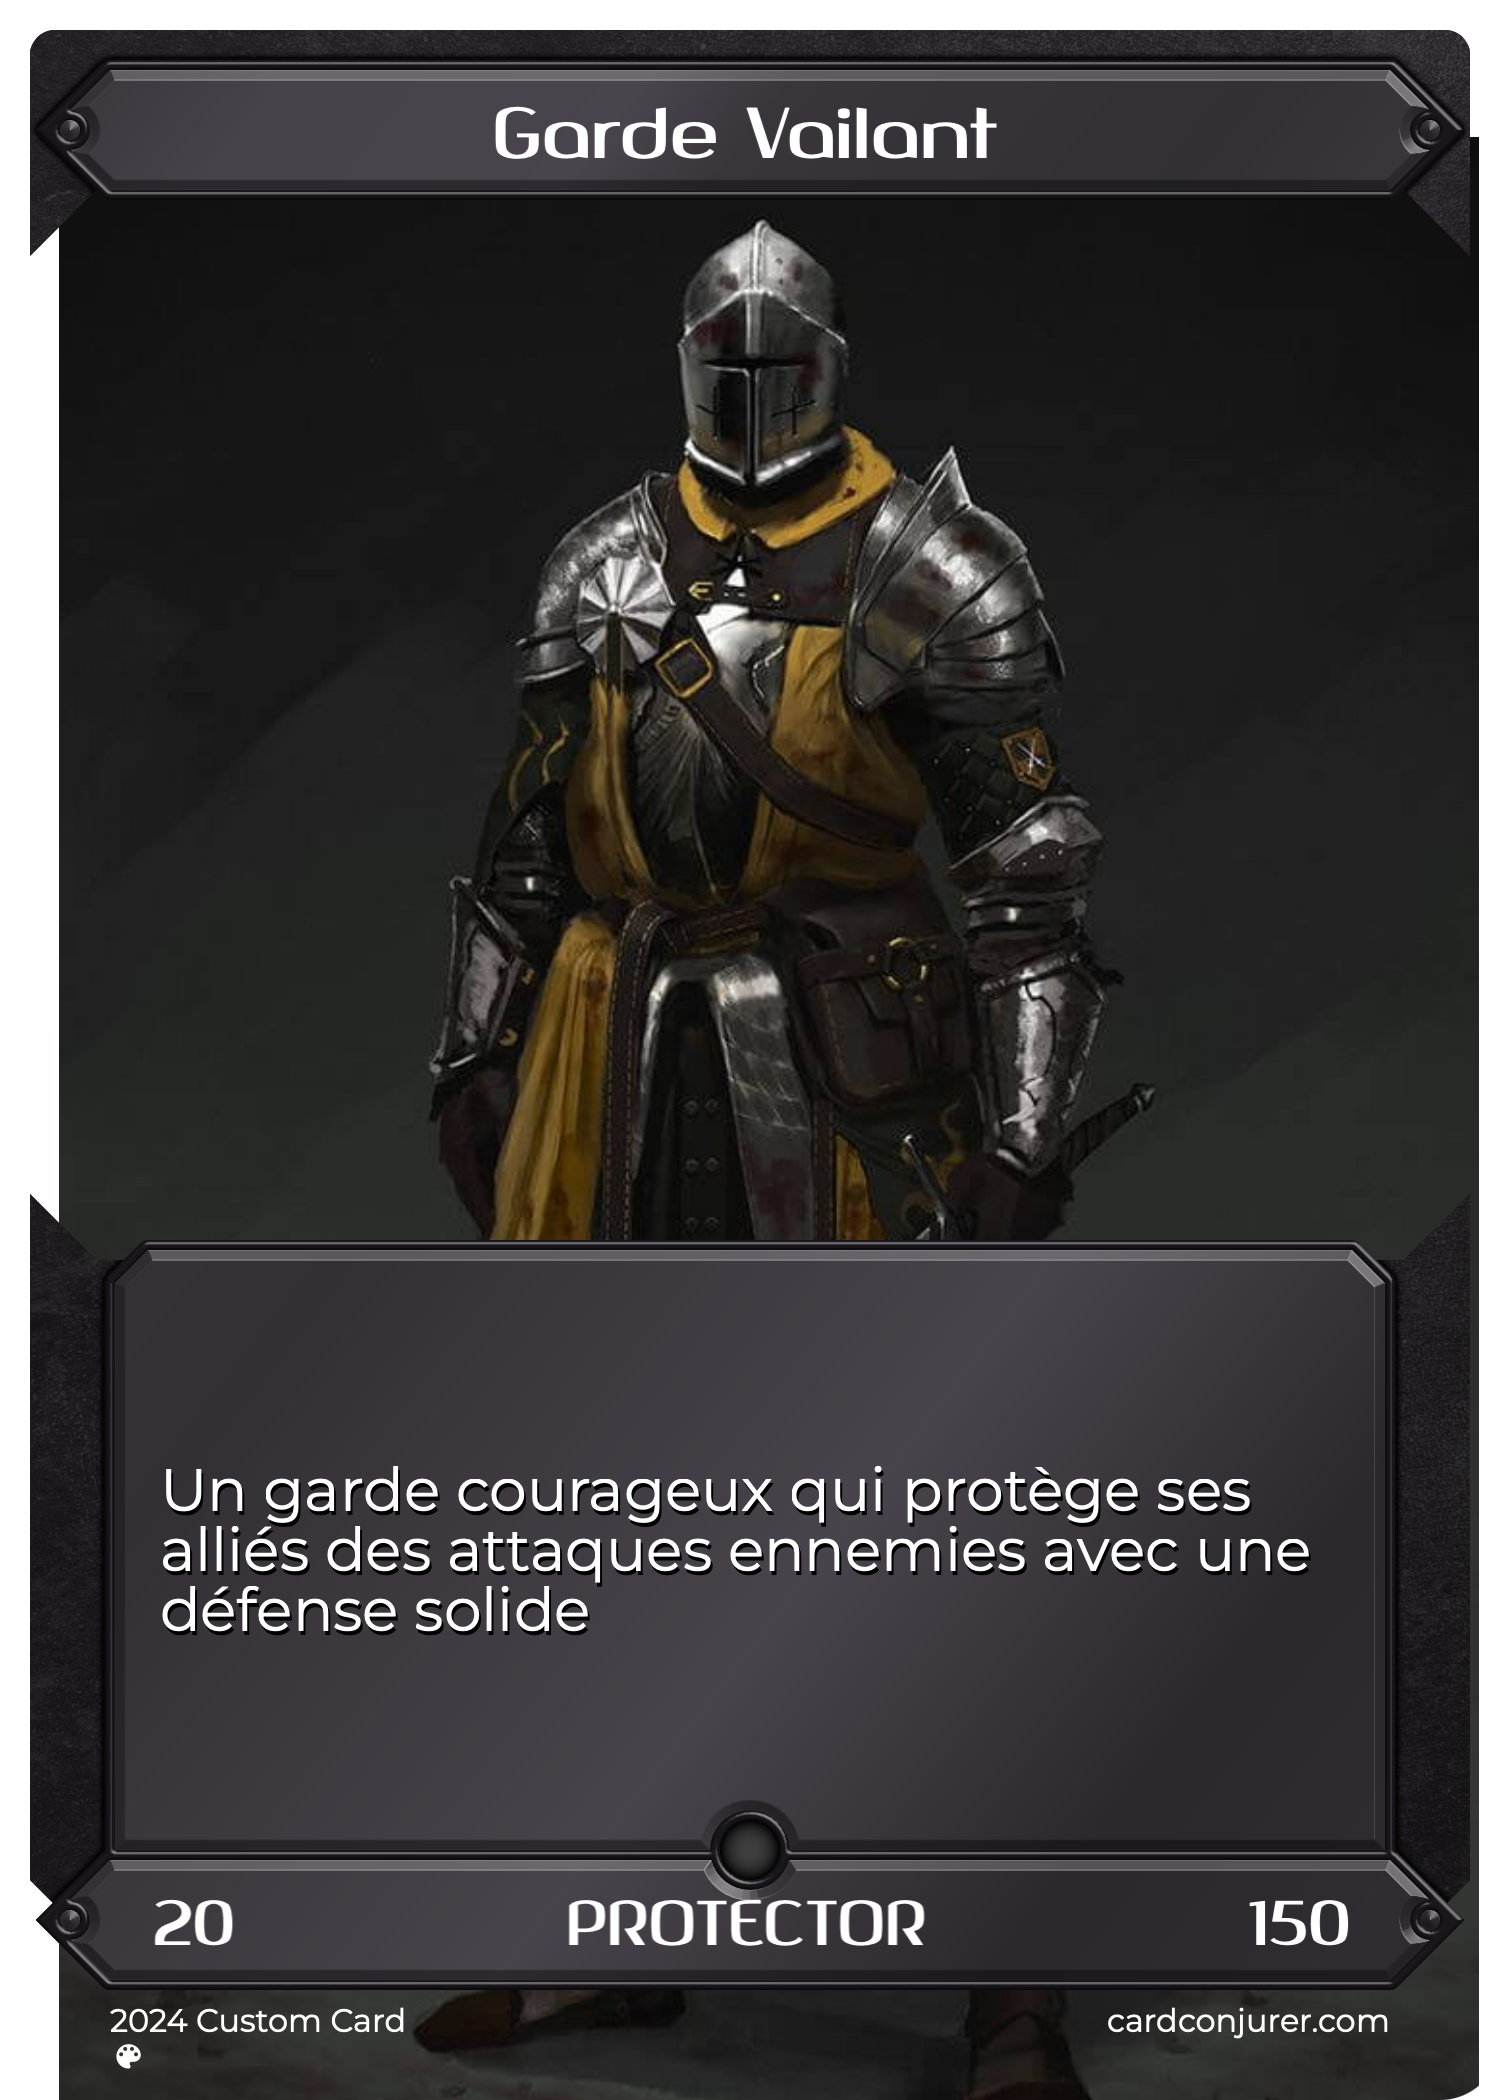 Garde Vailant
Un garde courageux qui protège ses
alliés des attaques ennemies avec une
défense solide
20 PROTECTOR 150
2024 Custom Card cardconjurer.com